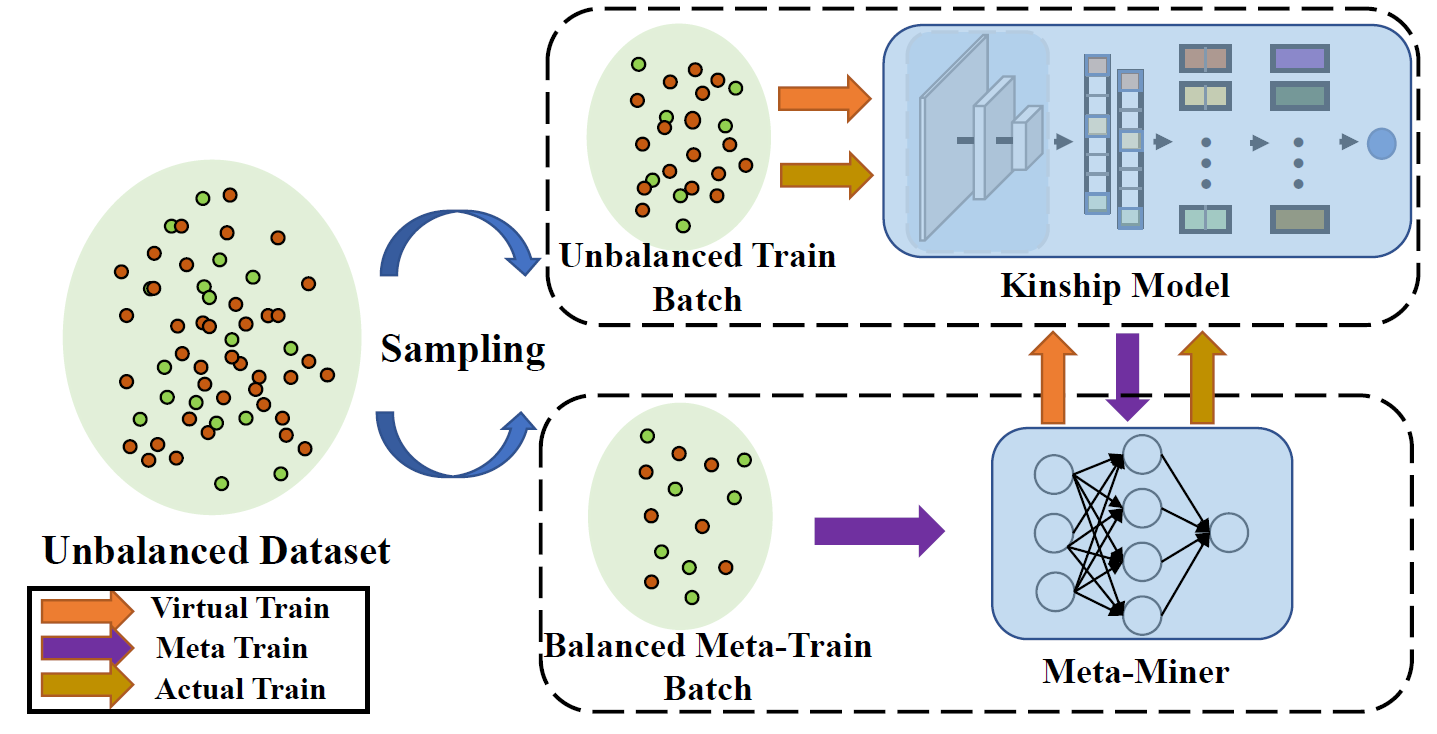 Unbalanced Train
Batch
Kinship Model
Sampling
Unbalanced Dataset
Virtual Train
Meta Train
Actual Train
Balanced Meta-Train
Batch
Meta-Miner